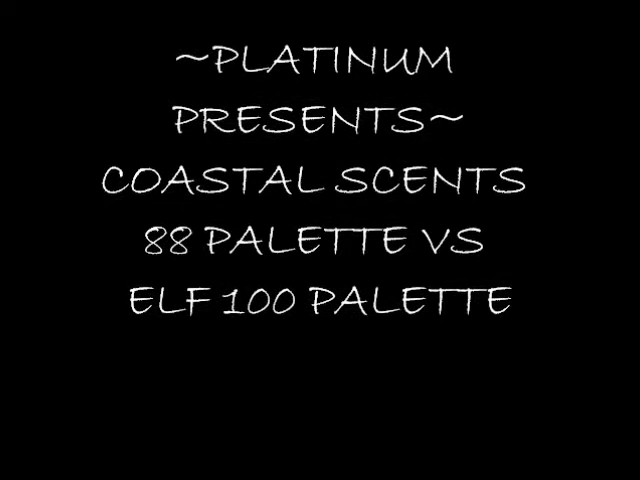 ~PLATINUM
PRESENTS~
COASTAL SCENTS
88 PALETTE VS
ELF 100 PALETTE